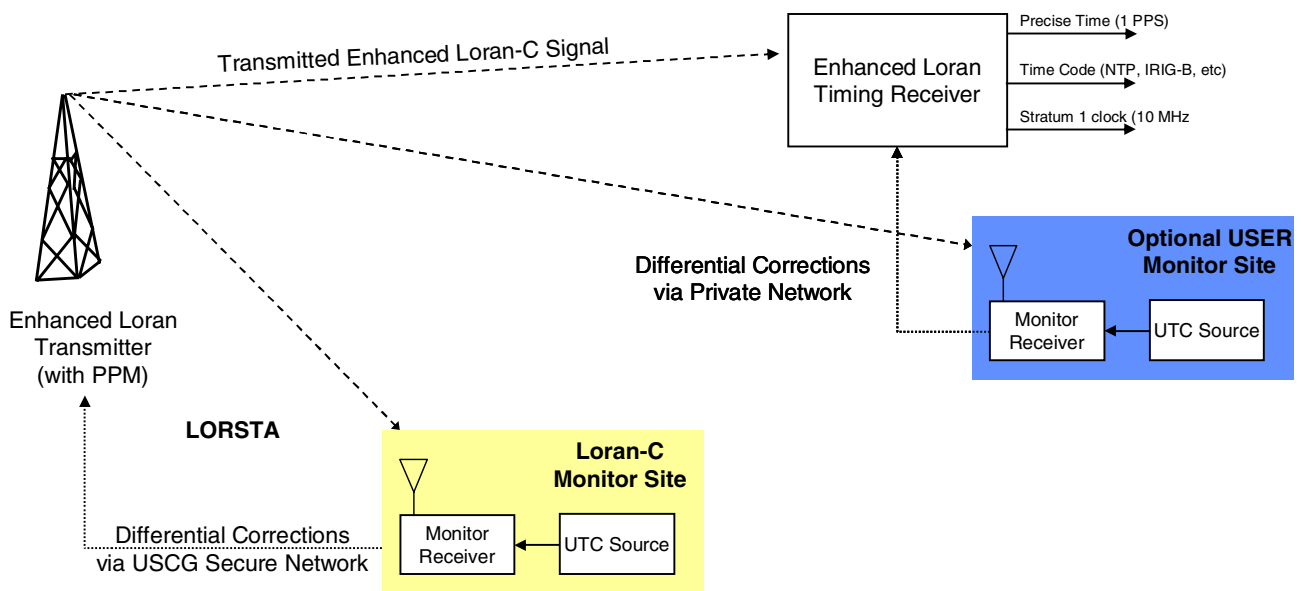 Transmitted Enhanced Loran-C Signal
Enhanced Loran
Timing Receiver
Precise Time (1 PPS)
Time Code (NTP, IRIG-B, etc)
Stratum 1 clock (10 MHz
Optional USER
Monitor Site
Monitor
Receiver
UTC Source
Differential Corrections
via Private Network
Enhanced Loran
Transmitter
(with PPM)
LORSTA
Loran-C
Monitor Site
Monitor
Receiver
UTC Source
Differential Corrections
via USCG Secure Network